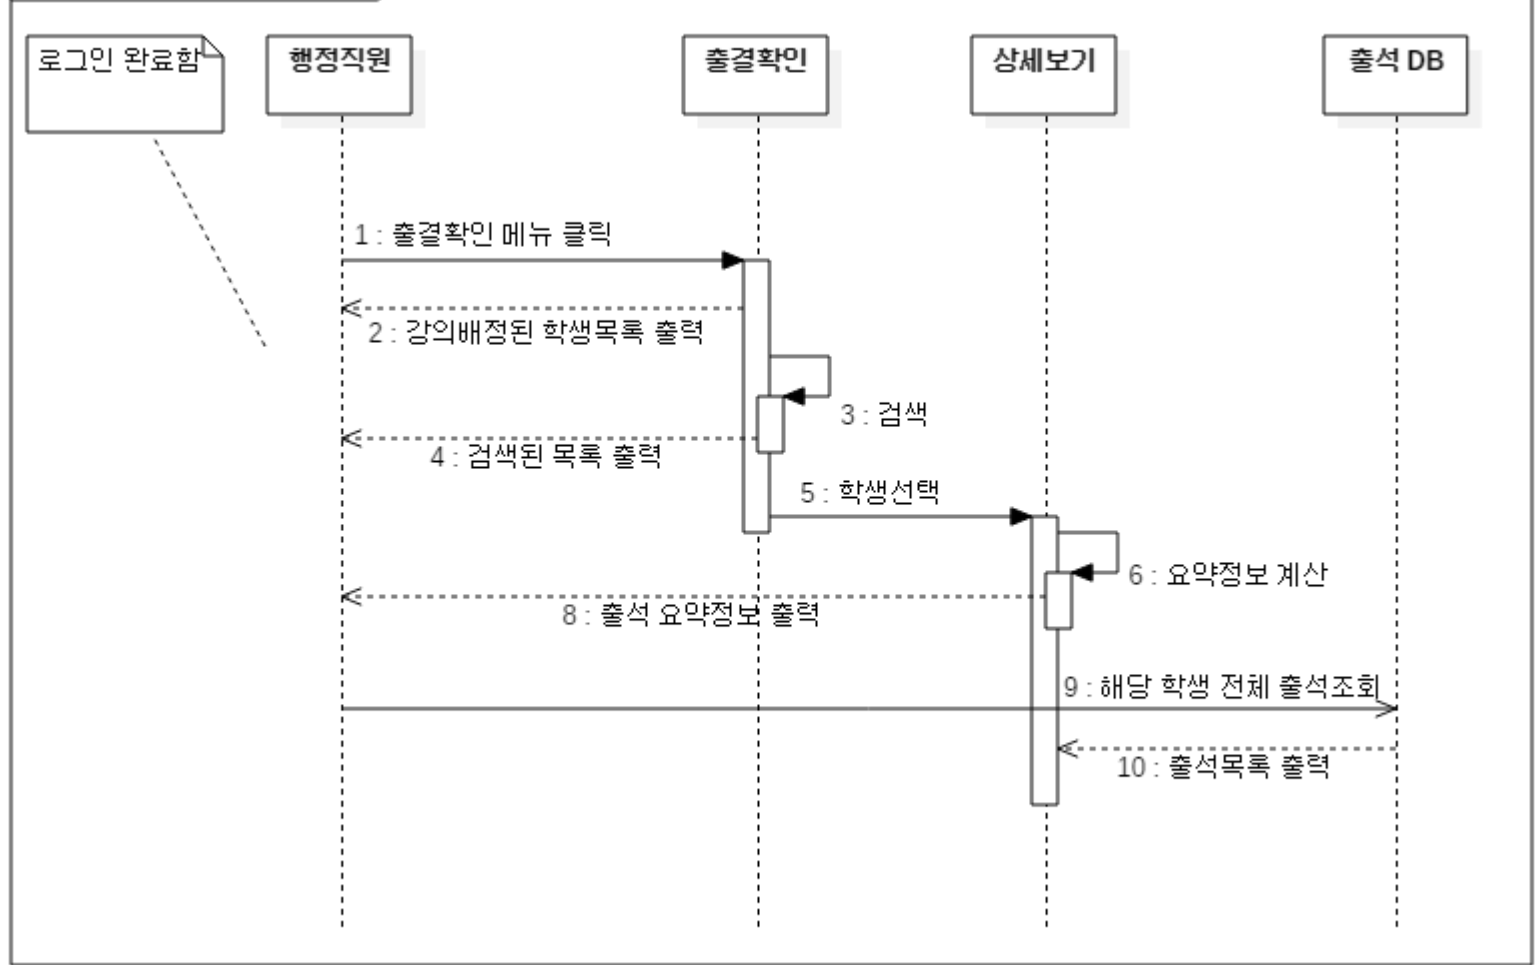 로그인 완료함
행정직원
출결확인
상세보기
출석 DB
1 : 출결확인 메뉴 클릭
2 : 강의배정된 학생목록 출력
3 : 검색
4 : 검색된 목록 출력
5 : 학생선택
6 : 요약정보 계산
8 : 출석 요약정보 출력
9 : 해당 학생 전체 출석조회
10 : 출석목록 출력